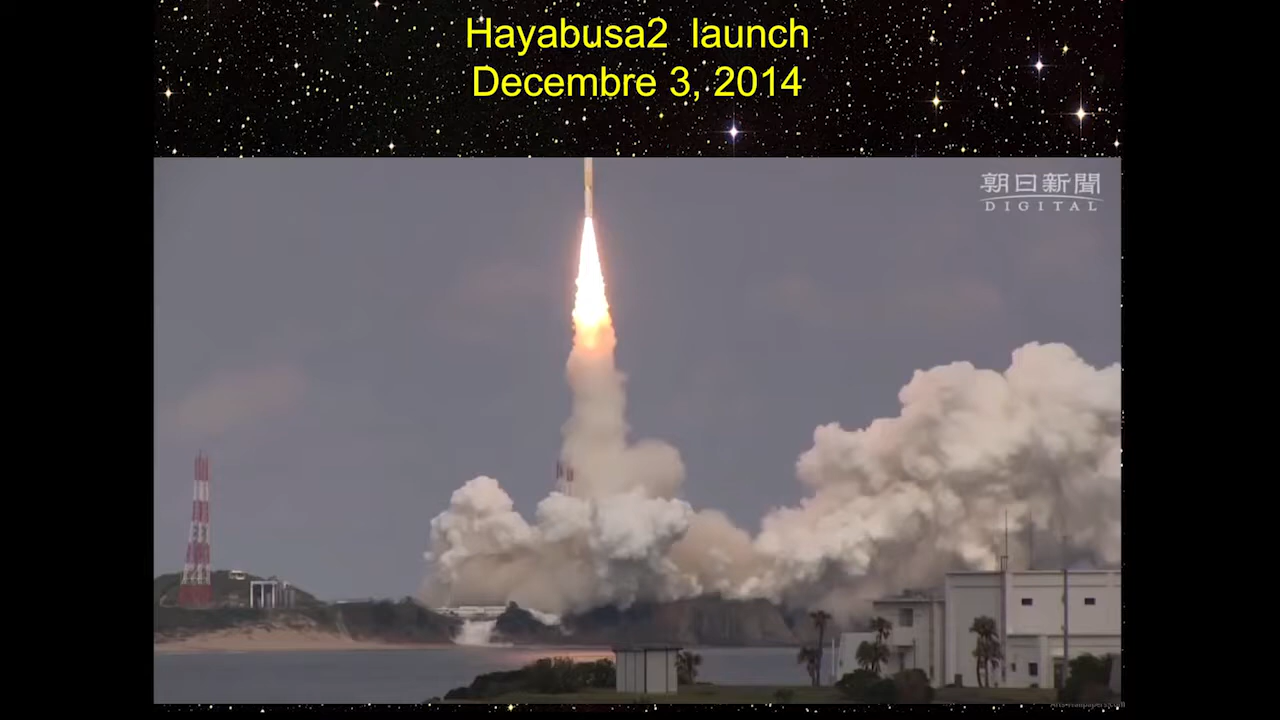 Hayabusa2 launch
Decembre 3, 2014
朝日新聞
DIGITAL